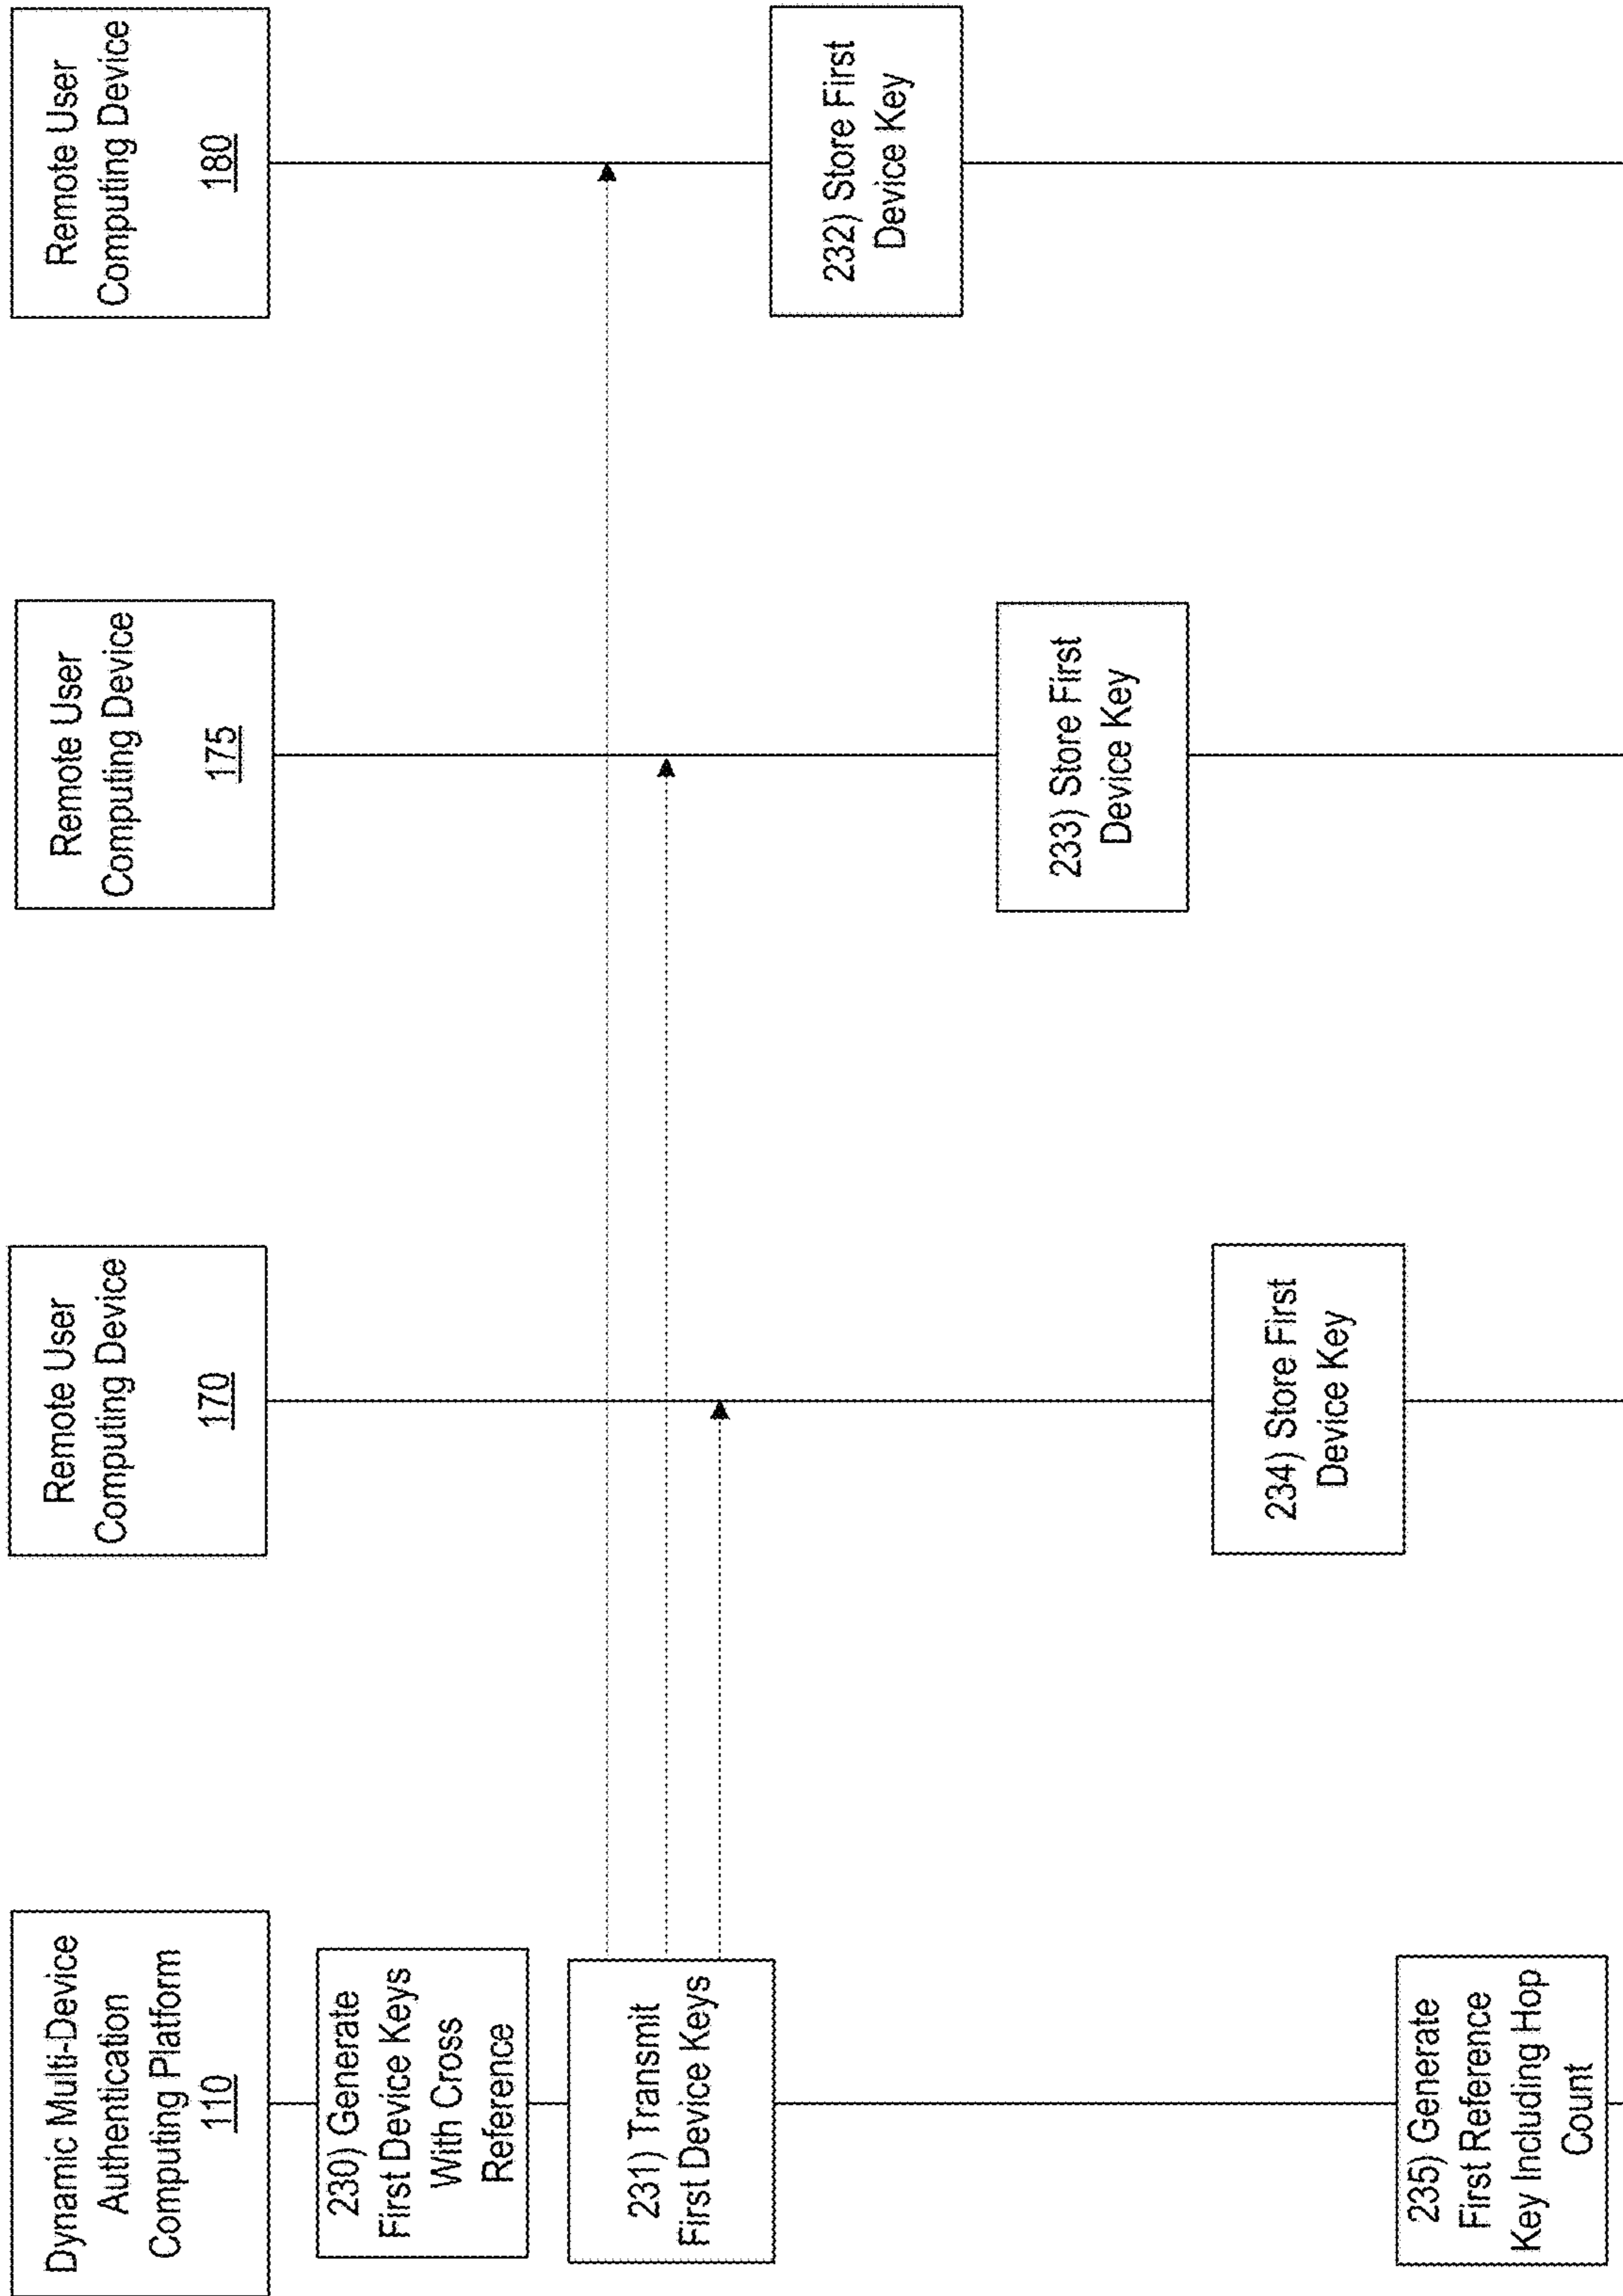 Dynamic Multi-Device
Authentication
Computing Platform
110
Remote User
Computing Device
170
Remote User
Computing Device
175
Remote User
Computing Device
180
230) Generate
First Device Keys
With Cross
Reference
231) Transmit
First Device Keys
232) Store First
Device Key
233) Store First
Device Key
234) Store First
Device Key
235) Generate
First Reference
Key Including Hop
Count